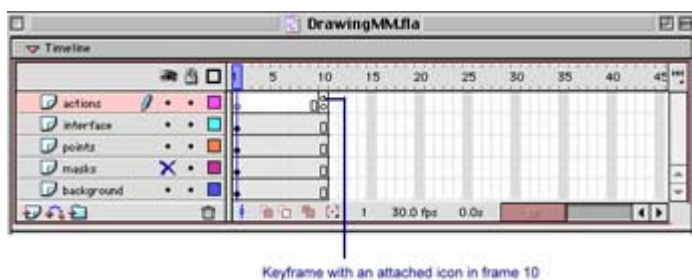 DrawingMM.fla
Timeline
1 5 10 15 20 25 30 35 40 45
actions
interface
points
masks
background
1 30.0 fps 0.0s
Keyframe with an attached icon in frame 10